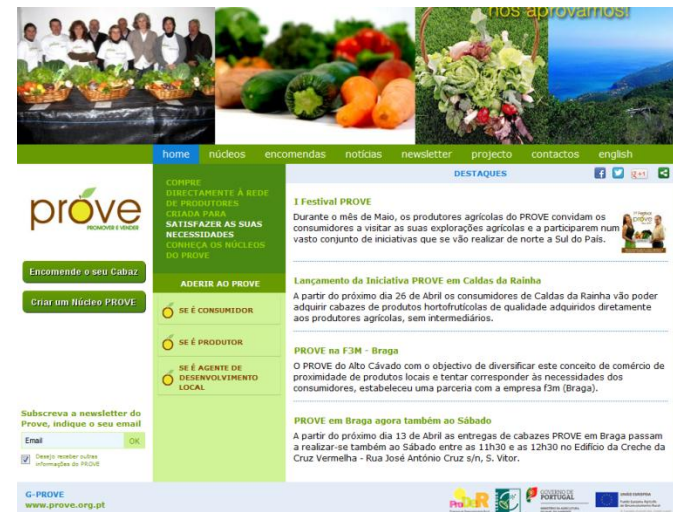 nos aprovamos!
home núcleos encomendas notícias newsletter projecto contactos english
prove
PROMOVER E VENDER
Encomende o seu Cabaz
Criar um Núcleo PROVE
Subscreva a newsletter do
Prove, indique o seu email
Email OK
Desejo receber outras
informações do PROVE
COMPRE
DIRECTAMENTE À REDE
DE PRODUTORES
CRIADA PARA
SATISFAZER AS SUAS
NECESSIDADES
CONHEÇA OS NÚCLEOS
DO PROVE
ADERIR AO PROVE
SE É CONSUMIDOR
SE É PRODUTOR
SE É AGENTE DE
DESENVOLVIMENTO
LOCAL
DESTAQUES
I Festival PROVE
Durante o mês de Maio, os produtores agrícolas do PROVE convidam os
consumidores a visitar as suas explorações agrícolas e a participarem num
vasto conjunto de iniciativas que se vão realizar de norte a Sul do País.
Lançamento da Iniciativa PROVE em Caldas da Rainha
A partir do próximo dia 26 de Abril os consumidores de Caldas da Rainha vão poder
adquirir cabazes de produtos hortofrutícolas de qualidade adquiridos diretamente
aos produtores agrícolas, sem intermediários.
PROVE na F3M - Braga
O PROVE do Alto Cávado com o objectivo de diversificar este conceito de comércio de
proximidade de produtos locais e tentar corresponder às necessidades dos
consumidores, estabeleceu uma parceria com a empresa f3m (Braga).
PROVE em Braga agora também ao Sábado
A partir do próximo dia 13 de Abril as entregas de cabazes PROVE em Braga passam
a realizar-se também ao Sábado entre as 11h30 e as 12h30 no Edifício da Creche da
Cruz Vermelha - Rua José António Cruz s/n, S. Vitor.
G-PROVE
www.prove.org.pt
ProDeR
GOVERNO DE
PORTUGAL
UNIÃO EUROPEIA